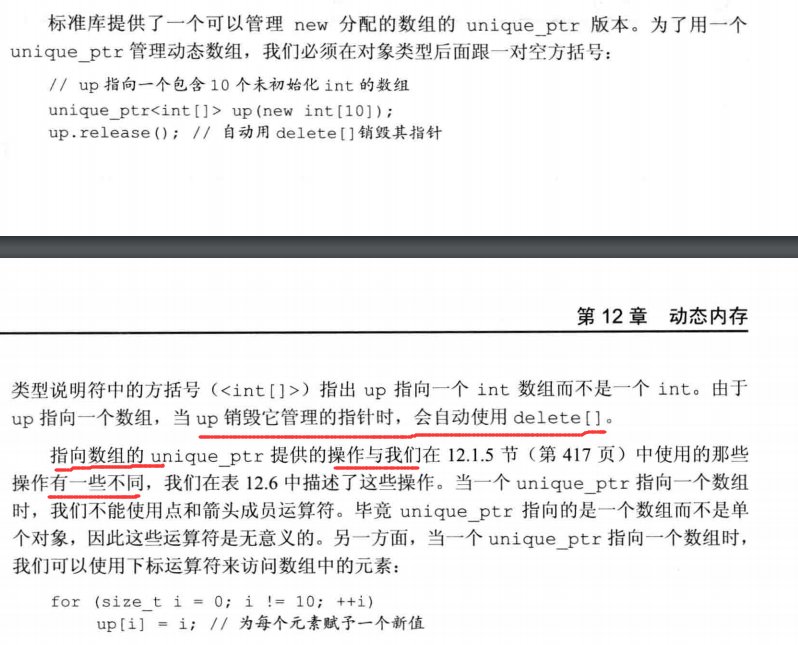 标准库提供了一个可以管理 new 分配的数组的 unique_ptr 版本。为了用一个
unique_ptr 管理动态数组，我们必须在对象类型后面跟一对空方括号：
// up 指向一个包含 10 个未初始化 int 的数组
unique_ptr<int[]> up(new int[10]);
up.release(); // 自动用 delete[]销毁其指针
第 12 章 动态内存
类型说明符中的方括号（<int[]>）指出 up 指向一个 int 数组而不是一个 int。由于
up 指向一个数组，当 up 销毁它管理的指针时，会自动使用 delete[]。
指向数组的 unique_ptr 提供的操作与我们在 12.1.5 节（第 417 页）中使用的那些
操作有一些不同，我们在表 12.6 中描述了这些操作。当一个 unique_ptr 指向一个数组
时，我们不能使用点和箭头成员运算符。毕竟 unique_ptr 指向的是一个数组而不是单
个对象，因此这些运算符是无意义的。另一方面，当一个 unique_ptr 指向一个数组时，
我们可以使用下标运算符来访问数组中的元素：
for (size_t i = 0; i != 10; ++i)
up[i] = i; // 为每个元素赋予一个新值